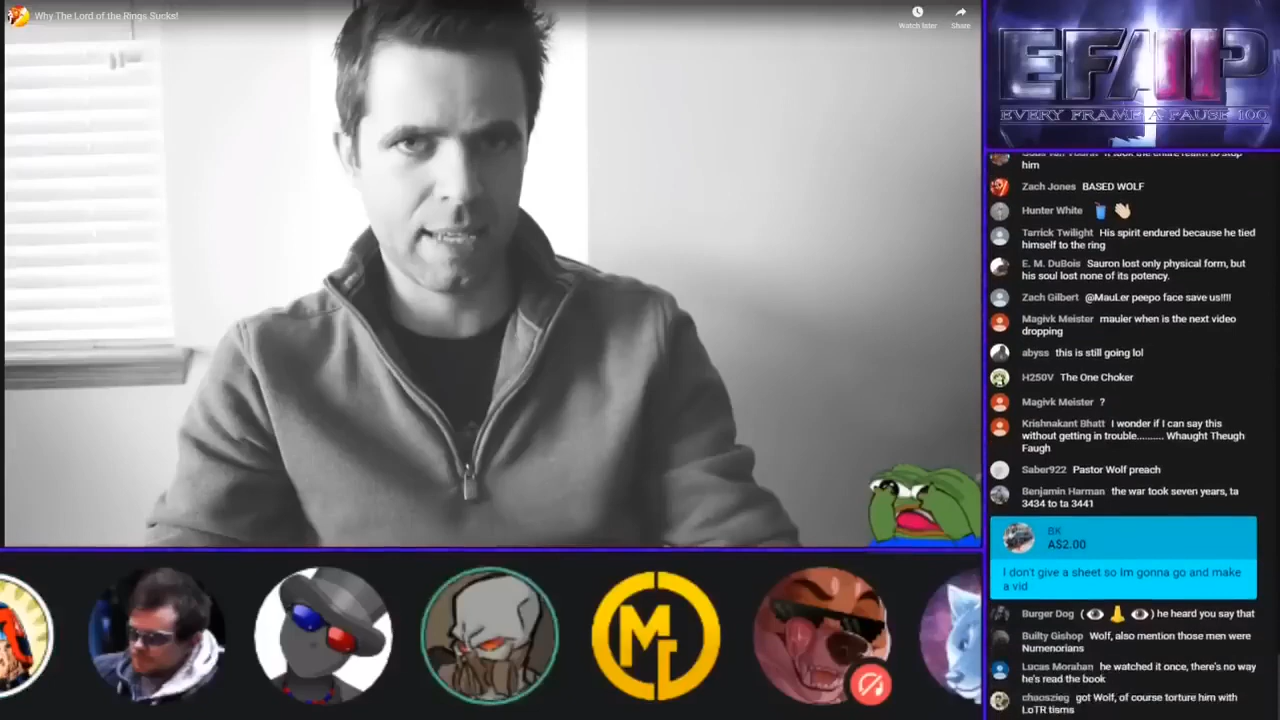 Why The Lord of the Rings Sucks!
Watch later
Share
EFAP
EVERY FRAME A PAUSE 100
him
Zach Jones BASED WOLF
Hunter White
Tarrick Twilight His spirit endured because he tied
himself to the ring
E. M. DuBois Sauron lost only physical form, but
his soul lost none of its potency.
Zach Gilbert @MauLer peepo face save us!!!!
Magivk Meister mauler when is the next video
dropping
abyss this is still going lol
H250V The One Choker
Magivk Meister ?
Krishnakant Bhatt I wonder if I can say this
without getting in trouble.......... Whaught Theugh
Faugh
Saber922 Pastor Wolf preach
Benjamin Harman the war took seven years, ta
3434 to ta 3441
BK
A$2.00
I don't give a sheet so Im gonna go and make
a vid
Burger Dog ( 👁 👃 👁 ) he heard you say that
Builty Gishop Wolf, also mention those men were
Numenorians
Lucas Morahan he watched it once, there's no way
he's read the book
chaoszieg got Wolf, of course torture him with
LoTR tisms